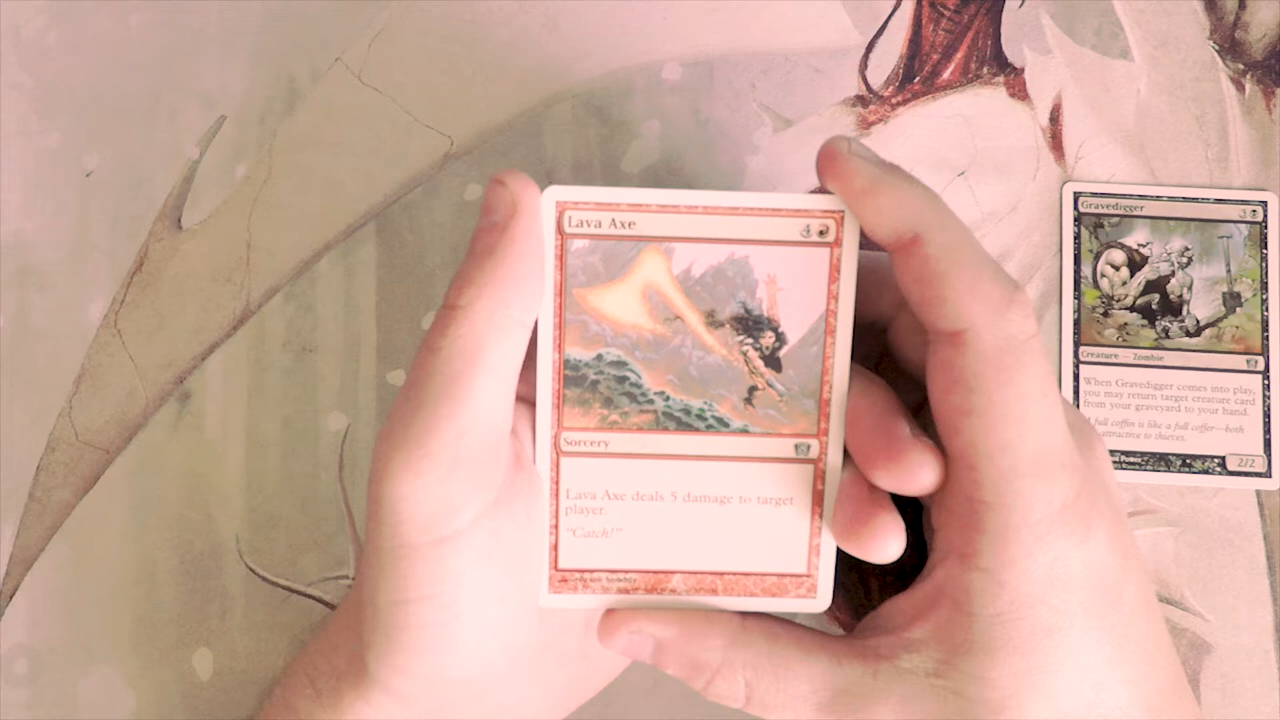 Lava Axe
4
Sorcery
Lava Axe deals 5 damage to target
player.
"Catch!"
Gravedigger
3
Creature — Zombie
When Gravedigger comes into play,
you may return target creature card
from your graveyard to your hand.
full coffin is like a full coffer—both
attractive to thieves.
2/2